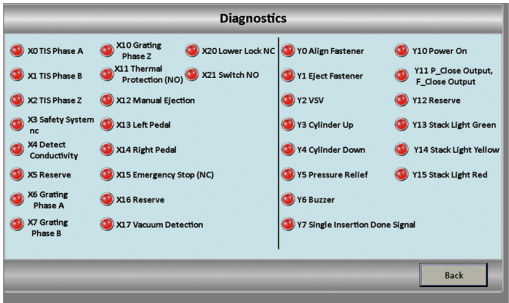 Diagnostics
X0 TIS Phase A
X1 TIS Phase B
X2 TIS Phase Z
X3 Safety System
nc
X4 Detect
Conductivity
X5 Reserve
X6 Grating
Phase A
X7 Grating
Phase B
X10 Grating
Phase Z
X11 Thermal
Protection (NO)
X12 Manual Ejection
X13 Left Pedal
X14 Right Pedal
X15 Emergency Stop (NC)
X16 Reserve
X17 Vacuum Detection
X20 Lower Lock NC
X21 Switch NO
Y0 Align Fastener
Y1 Eject Fastener
Y2 VSV
Y3 Cylinder Up
Y4 Cylinder Down
Y5 Pressure Relief
Y6 Buzzer
Y7 Single Insertion Done Signal
Y10 Power On
Y11 P_Close Output,
F_Close Output
Y12 Reserve
Y13 Stack Light Green
Y14 Stack Light Yellow
Y15 Stack Light Red
Back